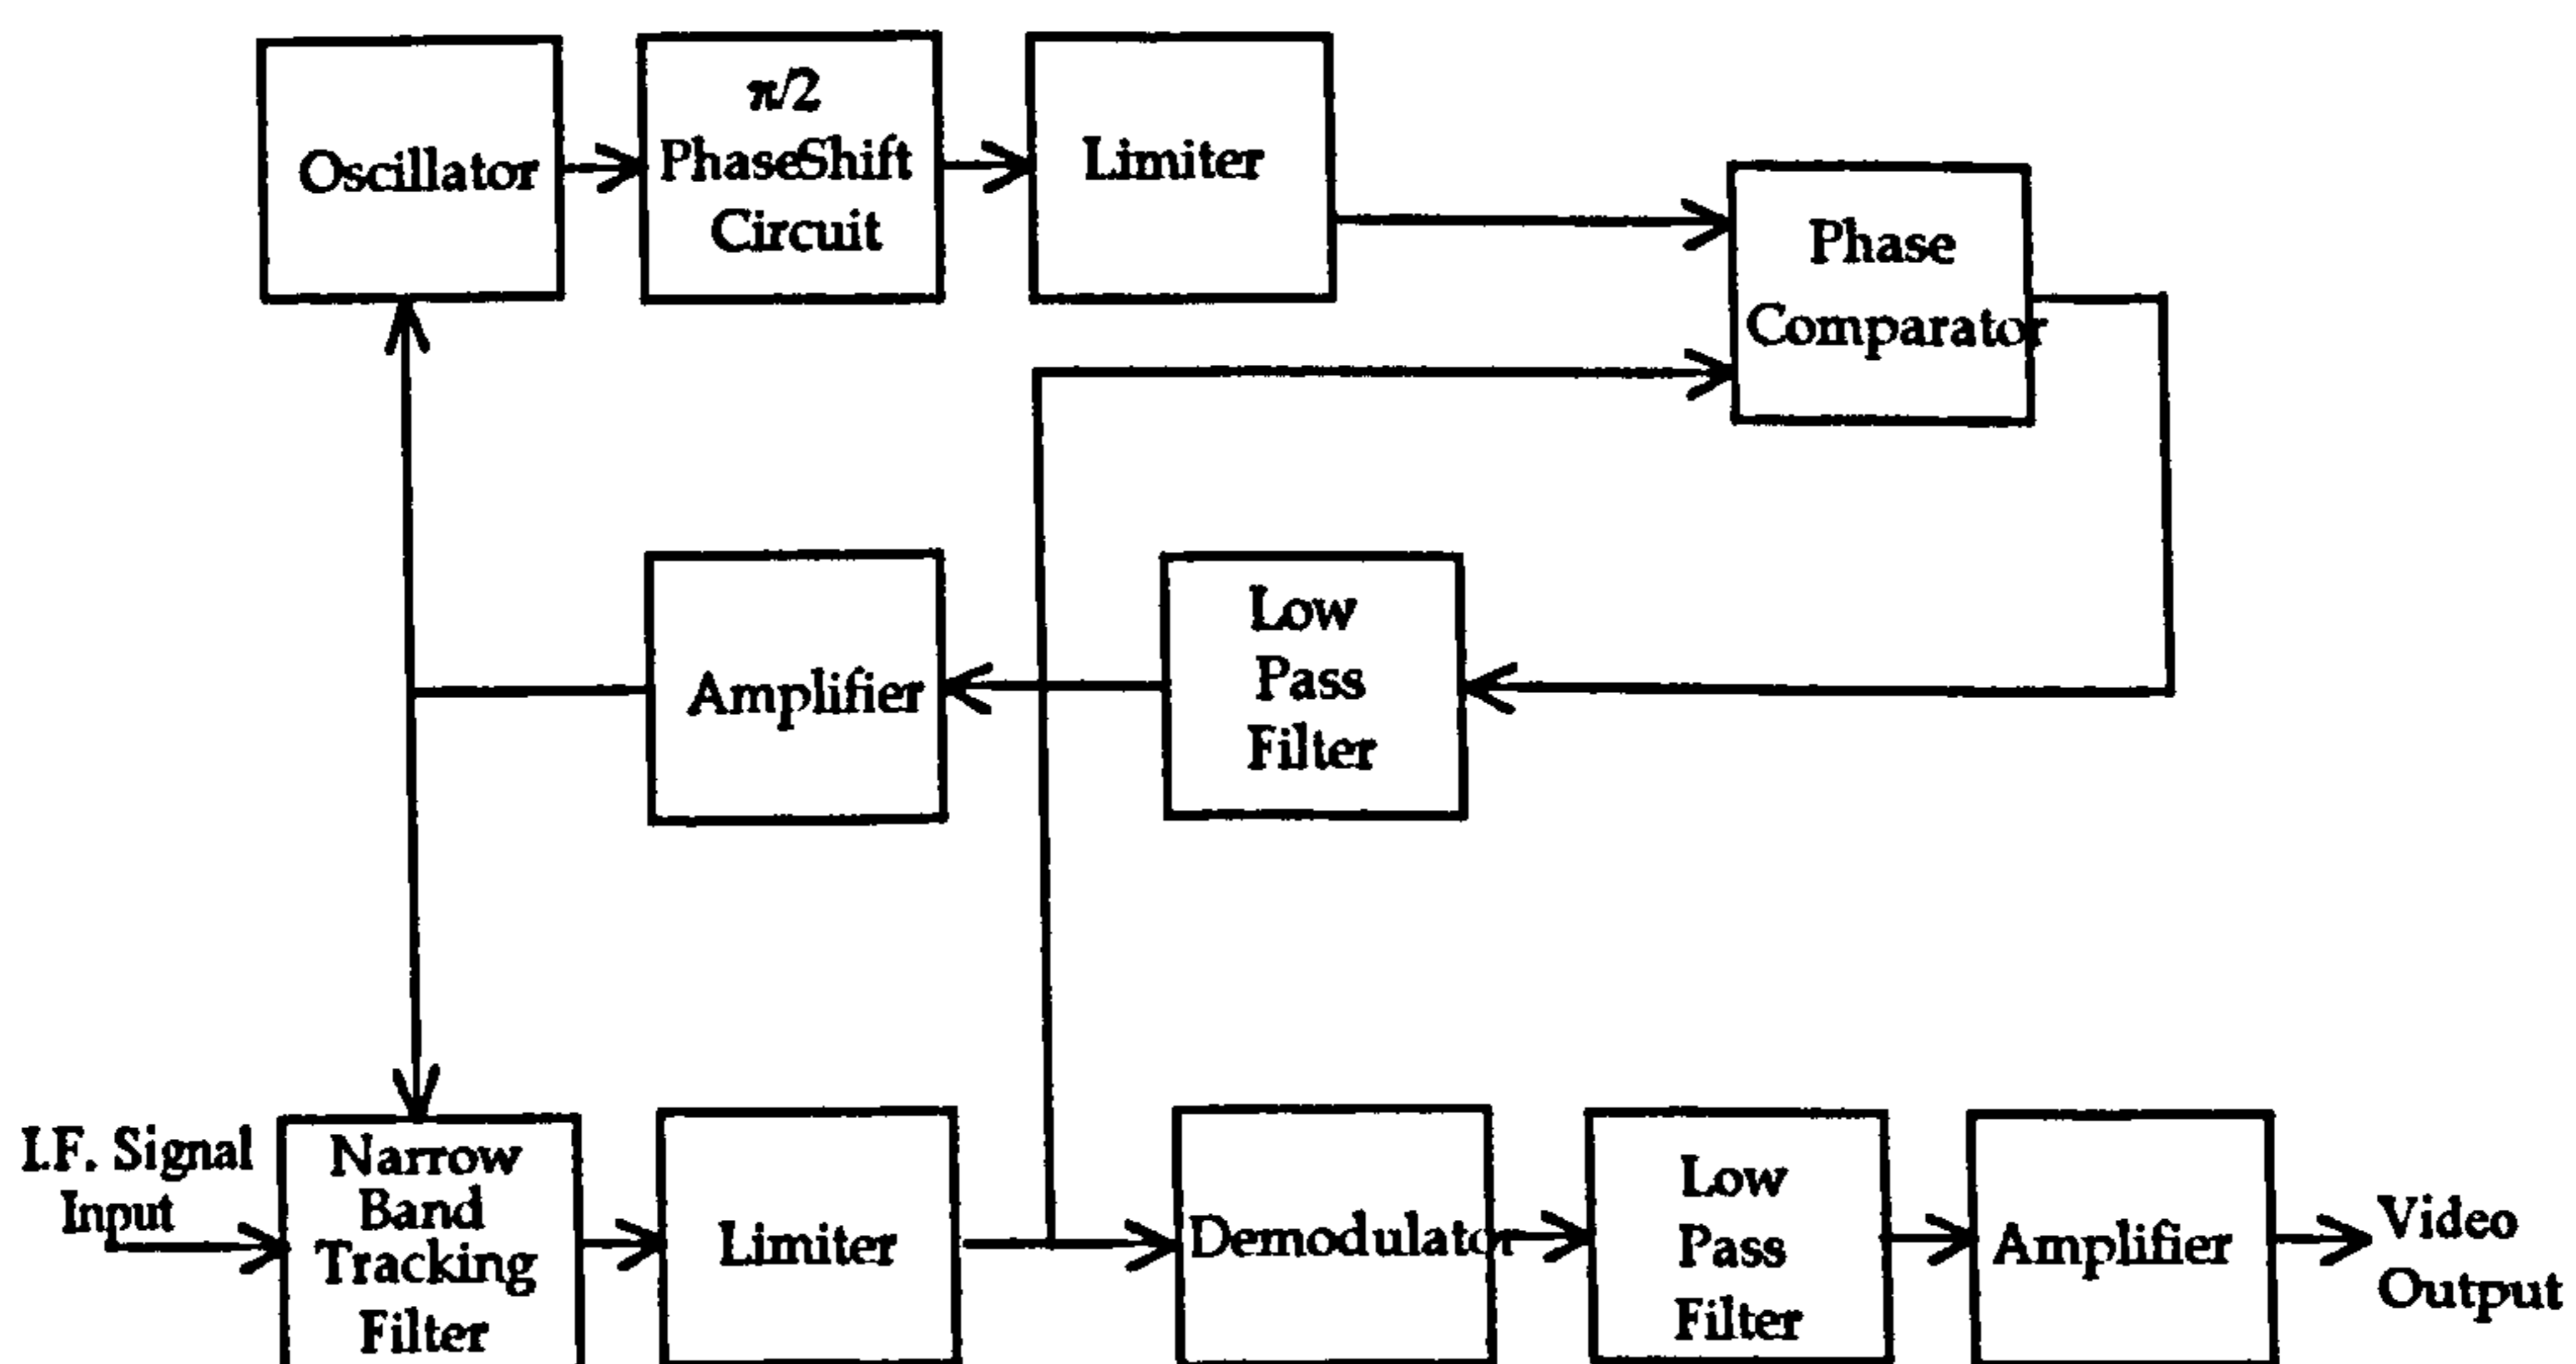 Oscillator
π/2
PhaseShift
Circuit
Limiter
Phase
Comparator
Amplifier
Low
Pass
Filter
I.F. Signal
Input
Narrow
Band
Tracking
Filter
Limiter
Demodulator
Low
Pass
Filter
Amplifier
Video
Output